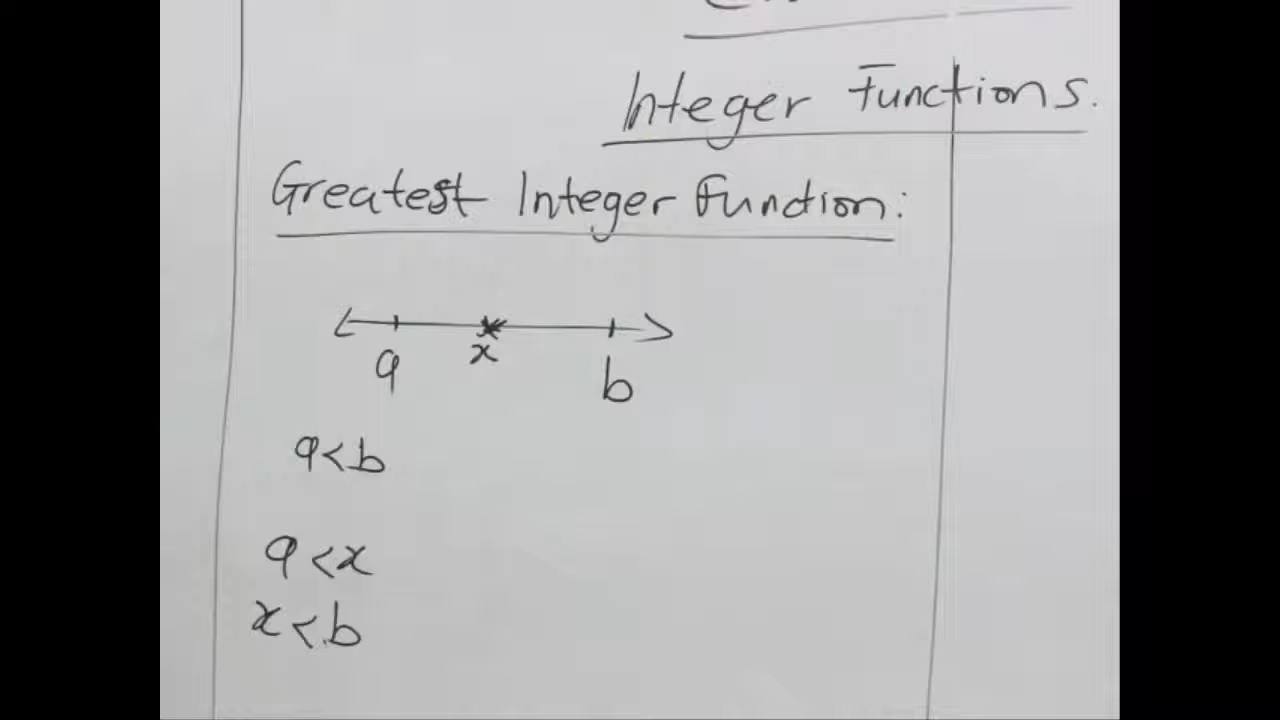 Integer Functions.
Greatest Integer Function:
a x b
a<b
a<x
x<b